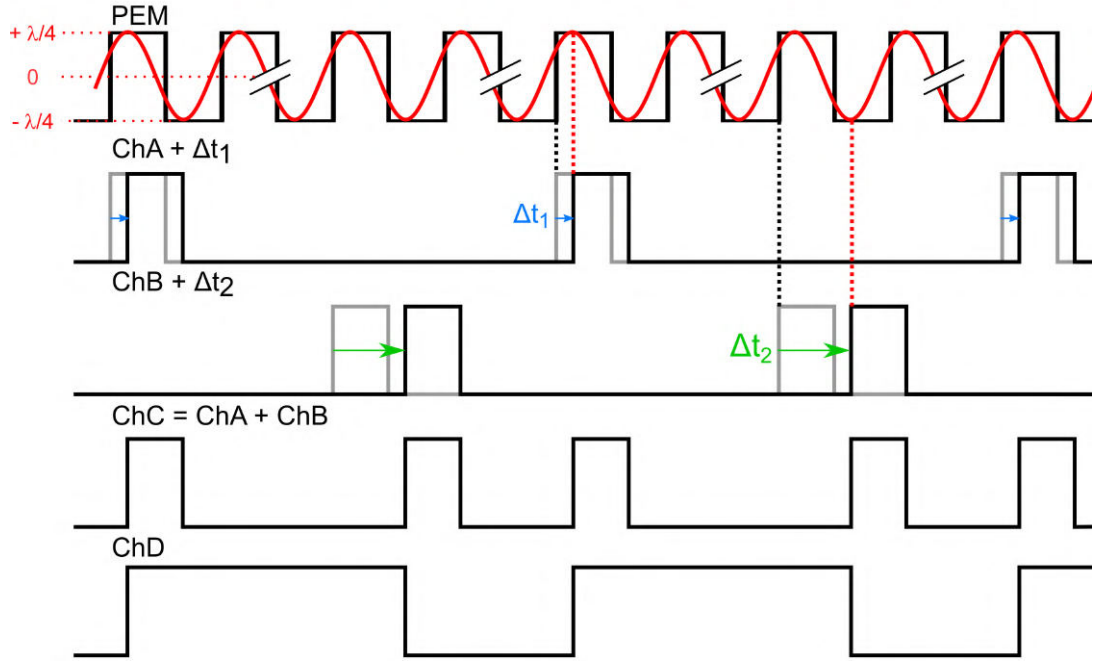 PEM
+ λ/4
0
- λ/4
ChA + Δt₁
Δt₁
ChB + Δt₂
Δt₂
ChC = ChA + ChB
ChD